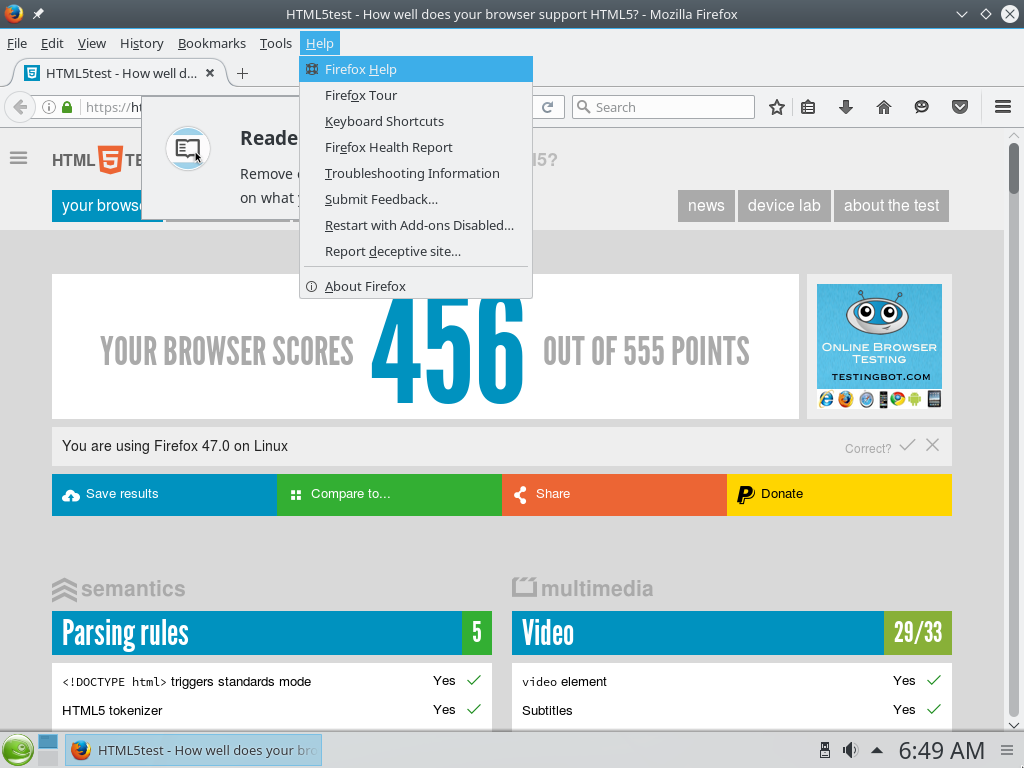 HTML5test - How well does your browser support HTML5? - Mozilla Firefox
File Edit View History Bookmarks Tools Help
HTML5test - How well d...
https://ht
Search
Firefox Help
Firefox Tour
Keyboard Shortcuts
Firefox Health Report
Troubleshooting Information
Submit Feedback...
Restart with Add-ons Disabled...
Report deceptive site...
About Firefox
Reade
Remove
on what
HTML 5 TE
L5?
your browse
news device lab about the test
YOUR BROWSER SCORES 456 OUT OF 555 POINTS
ONLINE BROWSER
TESTING
TESTINGBOT.COM
You are using Firefox 47.0 on Linux Correct?
Save results Compare to... Share Donate
semantics multimedia
Parsing rules 5 Video 29/33
<!DOCTYPE html> triggers standards mode Yes video element Yes
HTML5 tokenizer Yes Subtitles Yes
HTML5test - How well does your bro
6:49 AM